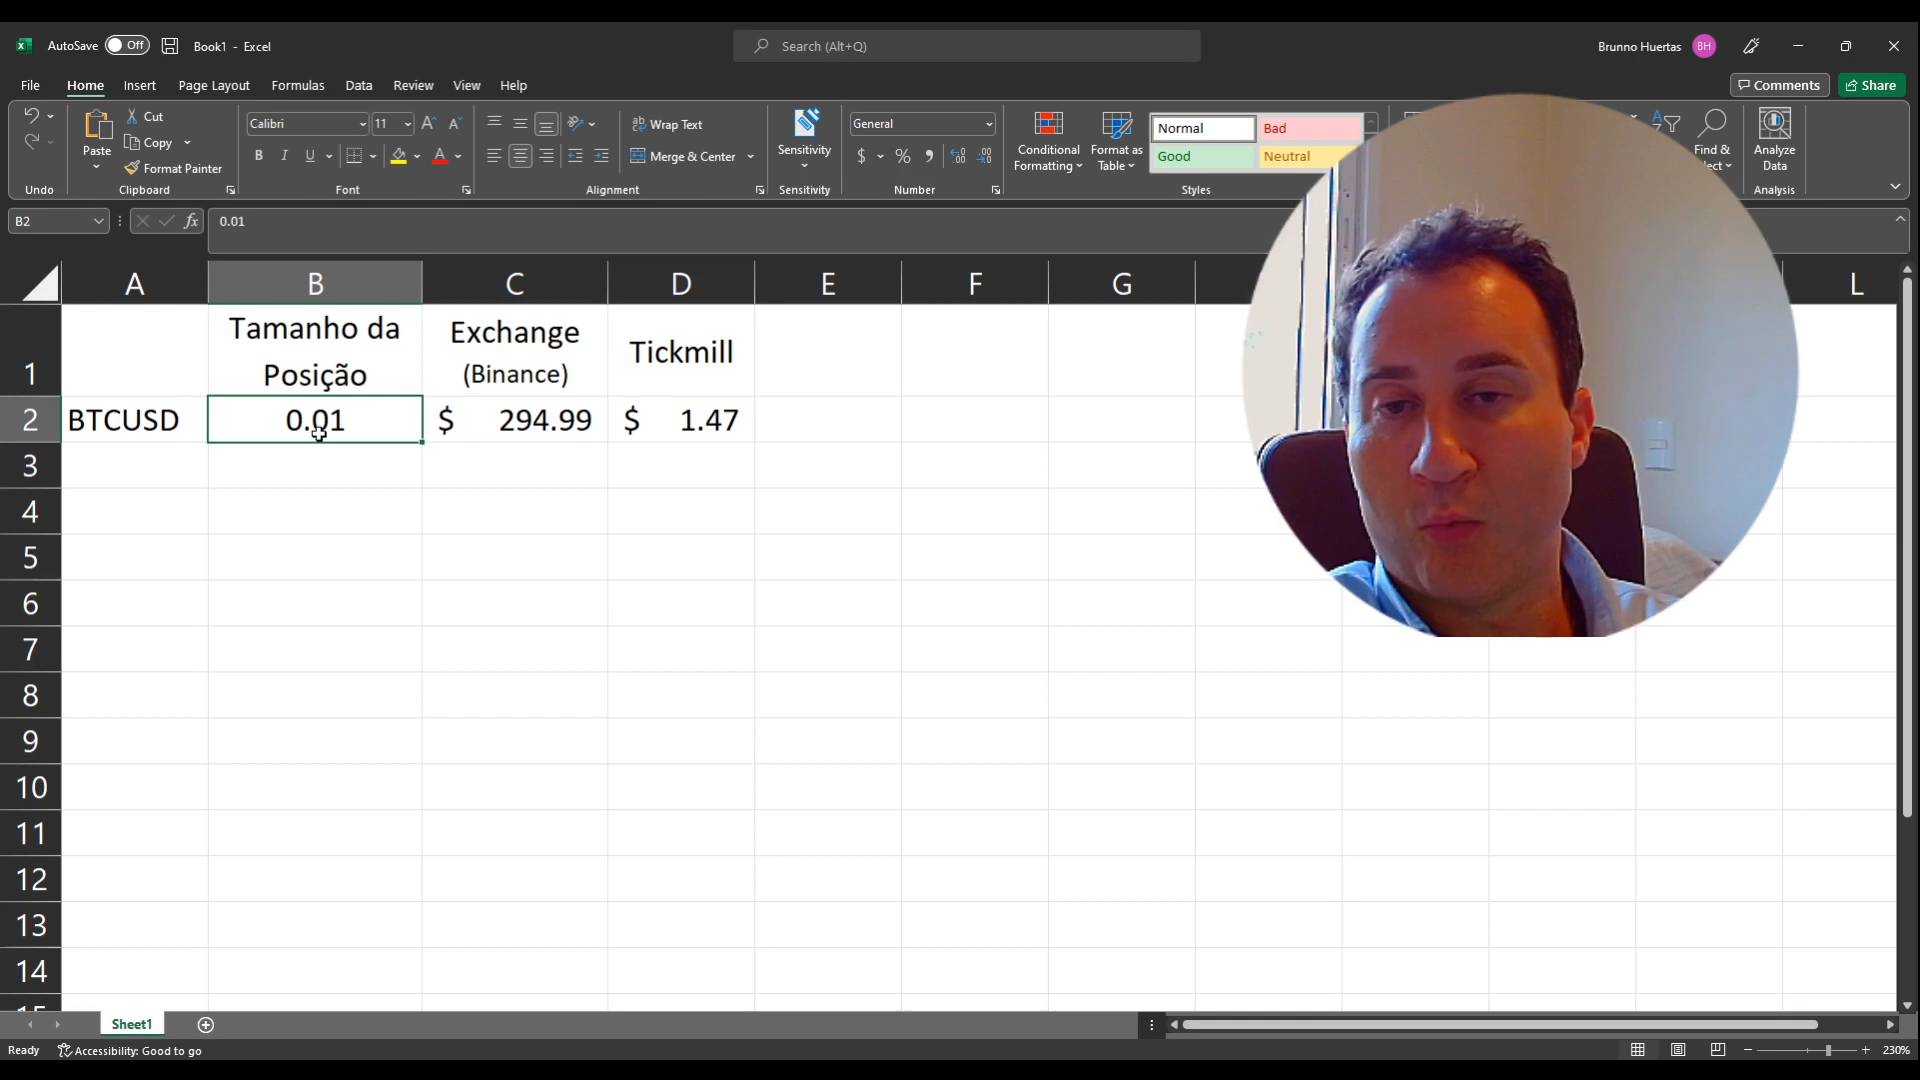 AutoSave Off Book1 - Excel Search (Alt+Q) Brunno Huertas BH
File Home Insert Page Layout Formulas Data Review View Help Comments Share
Cut
Copy
Format Painter
Paste
Undo Clipboard
Calibri 11
B I U A
Font
Wrap Text
Merge & Center
Alignment
Sensitivity
Sensitivity
General
$ % 9
Number
Conditional Formatting
Format as Table
Normal Bad
Good Neutral
Styles
Find &
Analyze Data
Analysis
B2 fx 0.01
A B C D E F G L
1 Tamanho da Posição Exchange (Binance) Tickmill
2 BTCUSD 0.01 $ 294.99 $ 1.47
3
4
5
6
7
8
9
10
11
12
13
14
Sheet1
Ready Accessibility: Good to go 230%